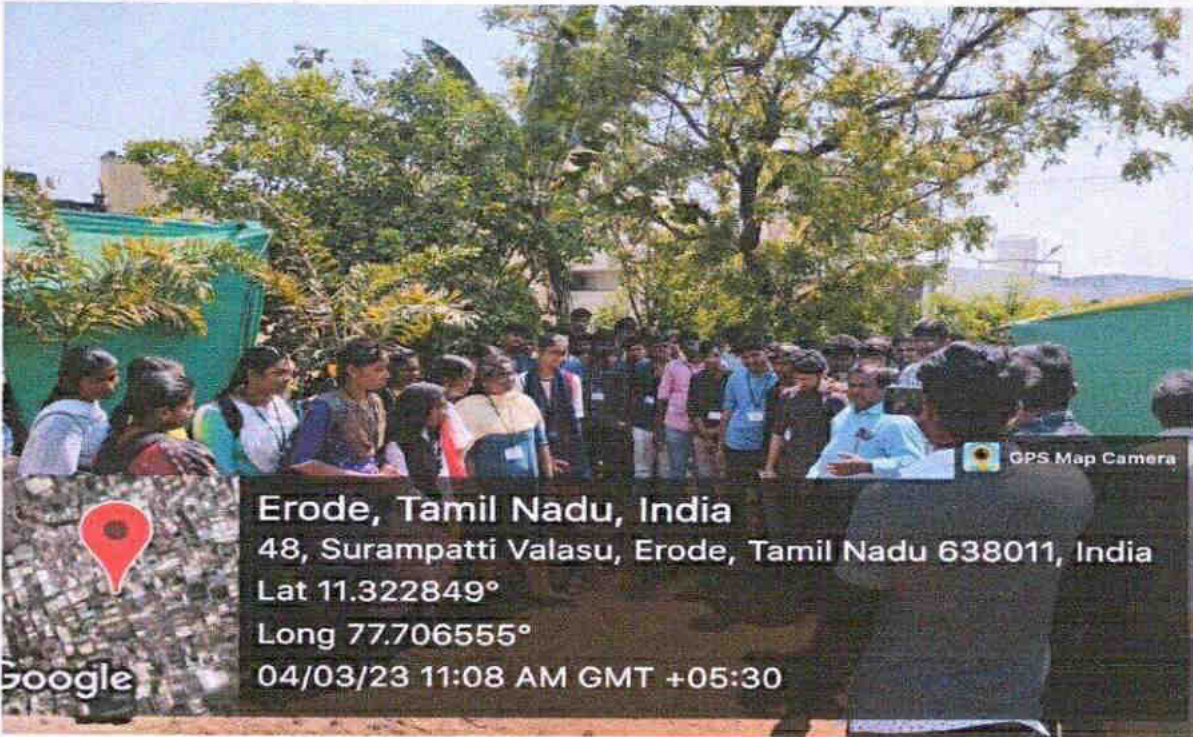 GPS Map Camera
Erode, Tamil Nadu, India
48, Surampatti Valasu, Erode, Tamil Nadu 638011, India
Lat 11.322849°
Long 77.706555°
04/03/23 11:08 AM GMT +05:30
Google